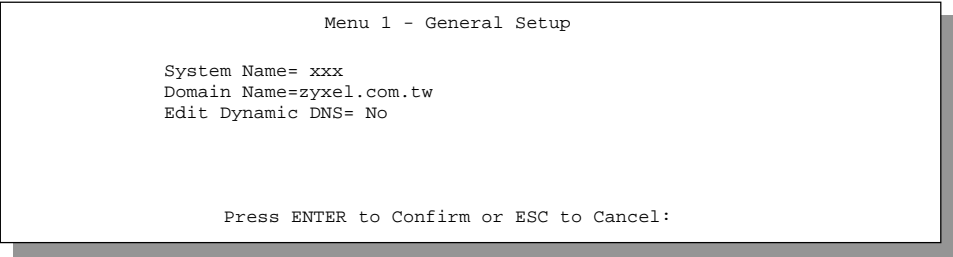 Menu 1 - General Setup
System Name= xxx
Domain Name=zyxel.com.tw
Edit Dynamic DNS= No
Press ENTER to Confirm or ESC to Cancel: